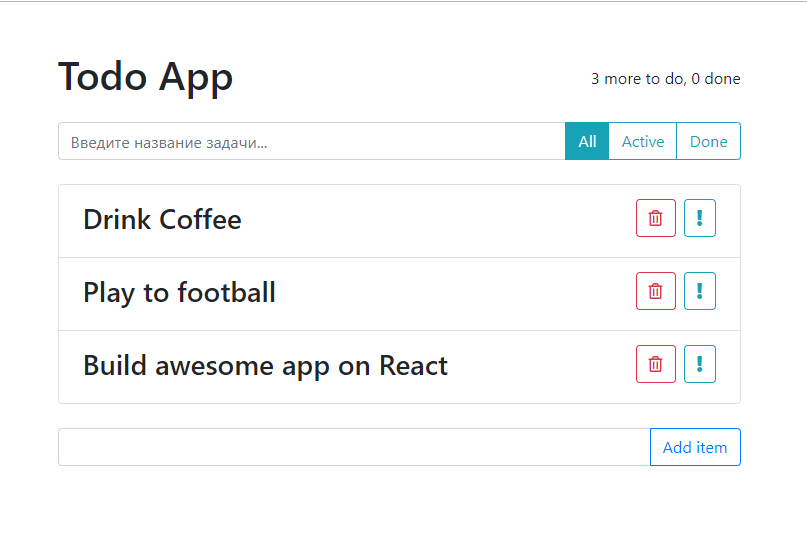 Todo App
3 more to do, 0 done
Введите название задачи...
All
Active
Done
Drink Coffee
Play to football
Build awesome app on React
Add item